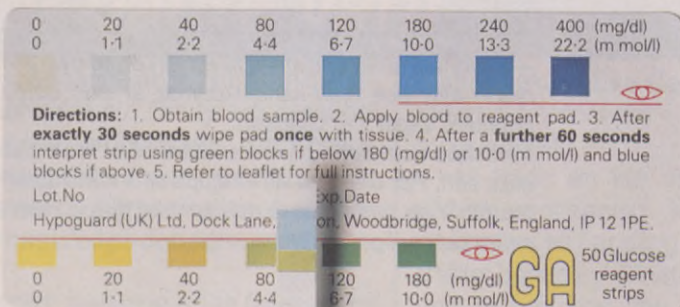 0 20 40 80 120 180 240 400 (mg/dl)
0 1·1 2·2 4·4 6·7 10·0 13·3 22·2 (m mol/l)
Directions: 1. Obtain blood sample. 2. Apply blood to reagent pad. 3. After
exactly 30 seconds wipe pad once with tissue. 4. After a further 60 seconds
interpret strip using green blocks if below 180 (mg/dl) or 10·0 (m mol/l) and blue
blocks if above. 5. Refer to leaflet for full instructions.
Lot.No Exp.Date
Hypoguard (UK) Ltd, Dock Lane, Woodbridge, Suffolk, England, IP 12 1PE.
0 20 40 80 120 180 (mg/dl)
0 1·1 2·2 4·4 6·7 10·0 (m mol/l)
GA
50 Glucose
reagent
strips